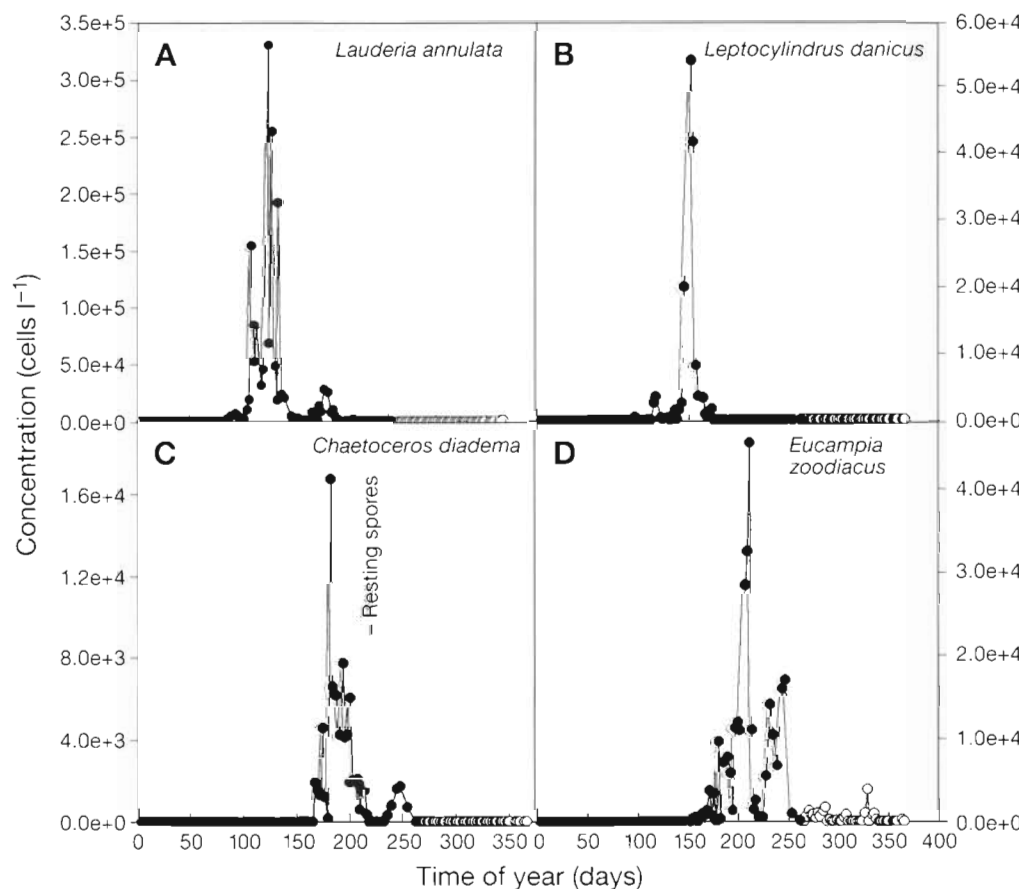 A
Lauderia annulata
3.5e+5
3.0e+5
2.5e+5
2.0e+5
1.5e+5
1.0e+5
5.0e+4
0.0e+0
B
Leptocylindrus danicus
6.0e+4
5.0e+4
4.0e+4
3.0e+4
2.0e+4
1.0e+4
0.0e+4
C
Chaetoceros diadema
– Resting spores
1.6e+4
1.2e+4
8.0e+3
4.0e+3
0.0e+0
D
Eucampia
zoodiacus
4.0e+4
3.0e+4
2.0e+4
1.0e+4
0.0e+4
Concentration (cells l⁻¹)
0 50 100 150 200 250 300 350
0 50 100 150 200 250 300 350 400
Time of year (days)